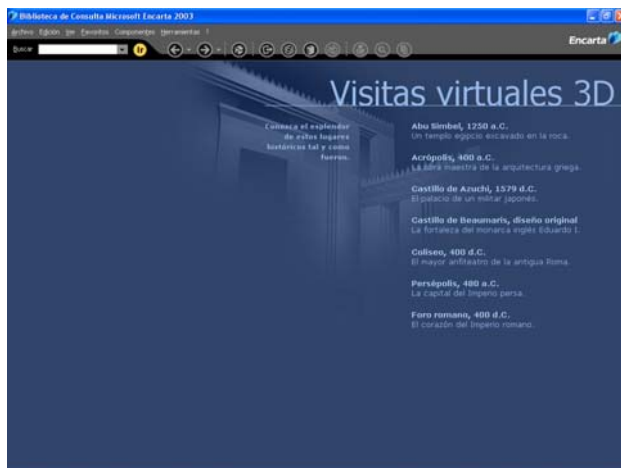 Biblioteca de Consulta Microsoft Encarta 2003
Archivo Edición Ver Favoritos Componentes Herramientas ?
Buscar Ir
Encarta
Visitas virtuales 3D
Conozca el esplendor
de estos lugares
históricos tal y como
fueron.
Abu Simbel, 1250 a.C.
Un templo egipcio excavado en la roca.
Acrópolis, 400 a.C.
La obra maestra de la arquitectura griega.
Castillo de Azuchi, 1579 d.C.
El palacio de un militar japonés.
Castillo de Beaumaris, diseño original
La fortaleza del monarca inglés Eduardo I.
Coliseo, 400 d.C.
El mayor anfiteatro de la antigua Roma.
Persépolis, 480 a.C.
La capital del Imperio persa.
Foro romano, 400 d.C.
El corazón del Imperio romano.